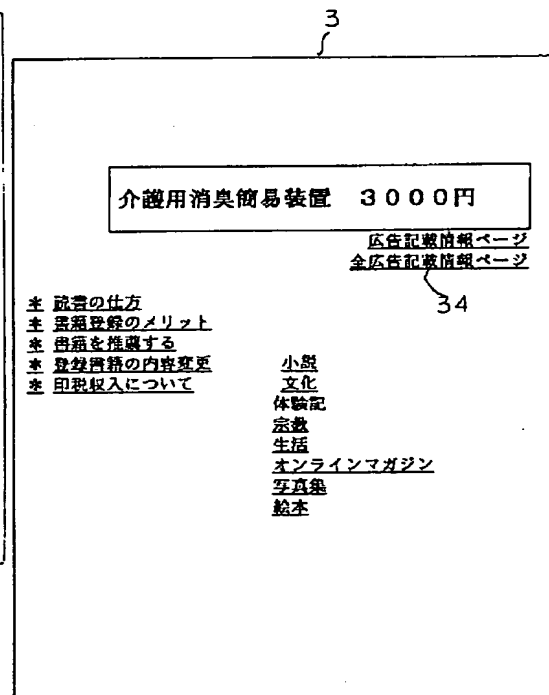 3
介護用消臭簡易装置 3000円
広告記載情報ページ
全広告記載情報ページ
34
* 読書の仕方
* 書籍登録のメリット
* 書籍を推薦する
* 登録書籍の内容変更
* 印税収入について
小説
文化
体験記
宗教
生活
オンラインマガジン
写真集
絵本